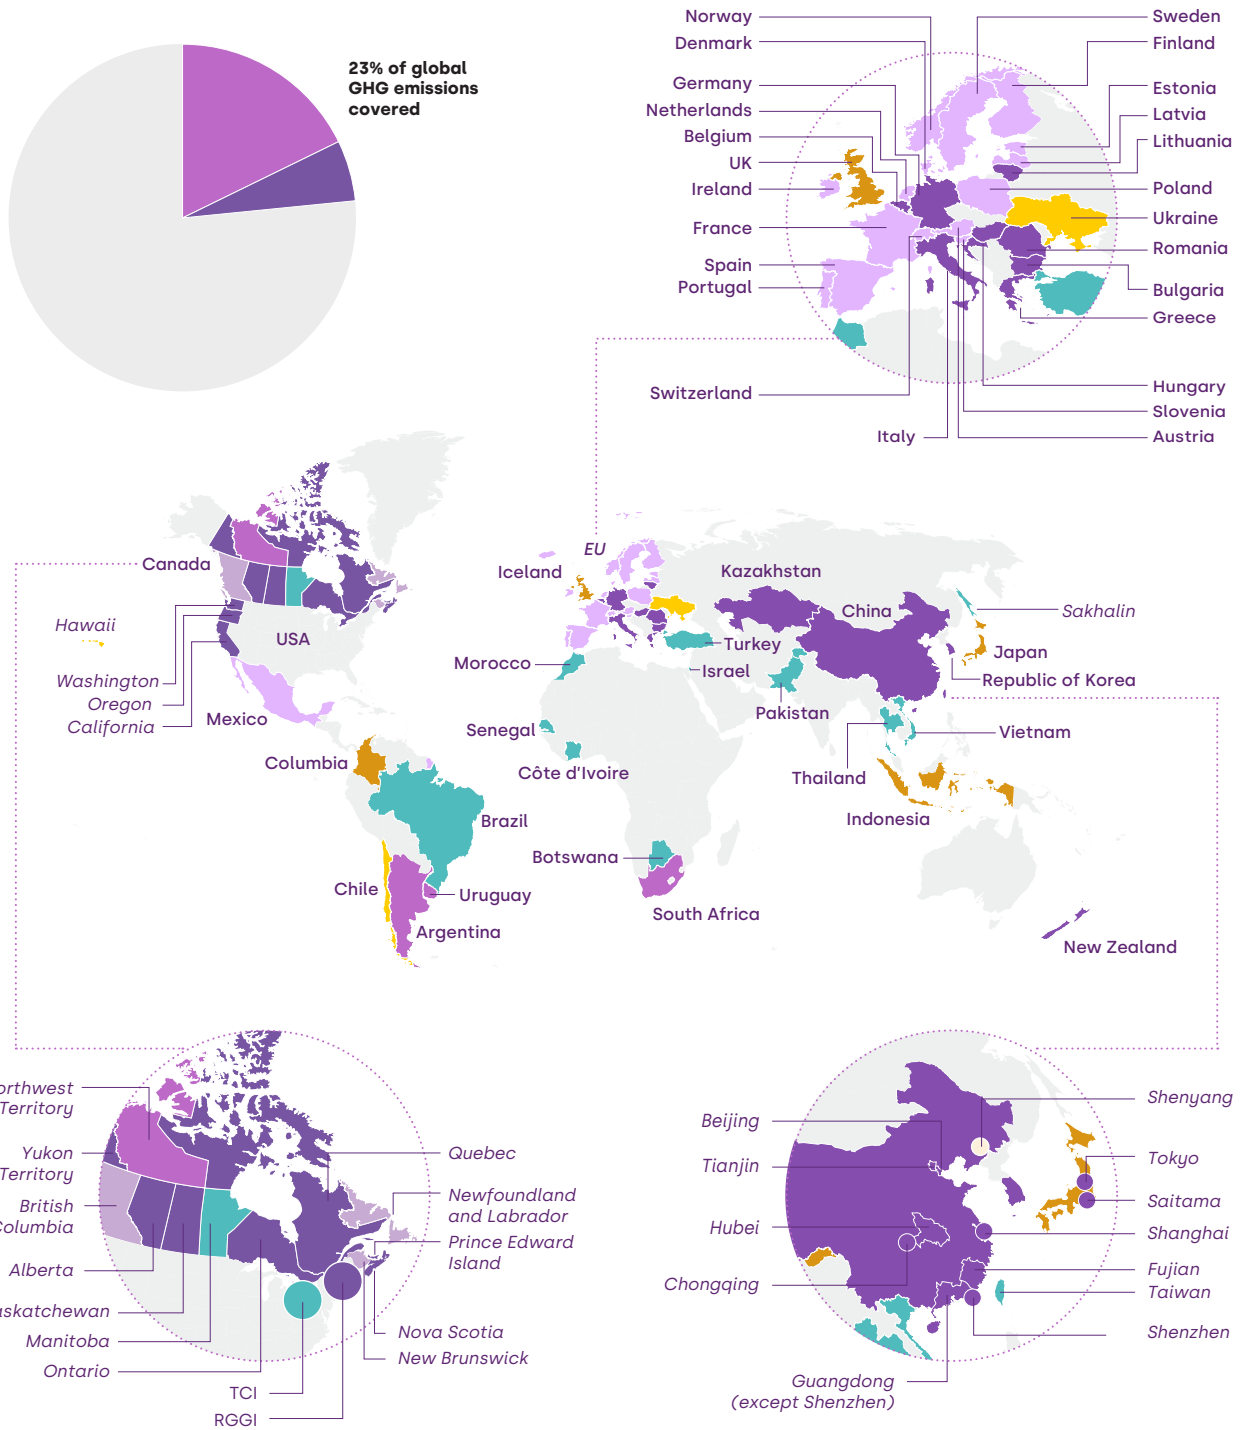 23% of global
GHG emissions
covered
Norway
Denmark
Germany
Netherlands
Belgium
UK
Ireland
France
Spain
Portugal
Switzerland
Italy
Sweden
Finland
Estonia
Latvia
Lithuania
Poland
Ukraine
Romania
Bulgaria
Greece
Hungary
Slovenia
Austria
EU
Canada
Hawaii
USA
Washington
Oregon
California
Mexico
Columbia
Brazil
Chile
Uruguay
Argentina
Iceland
Kazakhstan
China
Sakhalin
Turkey
Japan
Morocco
Israel
Republic of Korea
Pakistan
Senegal
Vietnam
Côte d'Ivoire
Thailand
Indonesia
Botswana
South Africa
New Zealand
orthwest
Territory
Yukon
Territory
British
Columbia
Alberta
askatchewan
Manitoba
Ontario
TCI
RGGI
Quebec
Newfoundland
and Labrador
Prince Edward
Island
Nova Scotia
New Brunswick
Beijing
Tianjin
Hubei
Chongqing
Guangdong
(except Shenzhen)
Shenyang
Tokyo
Saitama
Shanghai
Fujian
Taiwan
Shenzhen